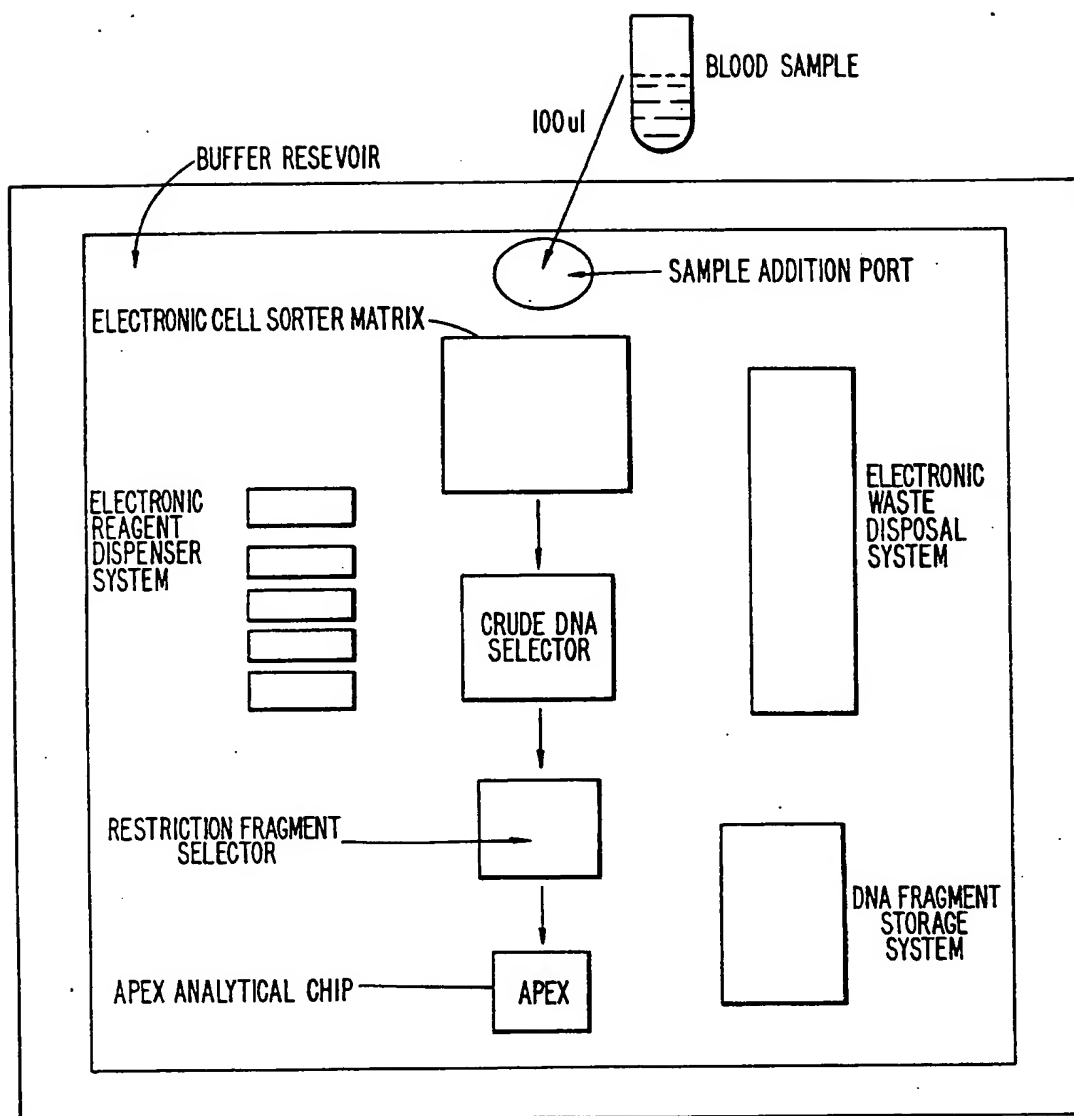 BLOOD SAMPLE
100ul
BUFFER RESEVOIR
SAMPLE ADDITION PORT
ELECTRONIC CELL SORTER MATRIX
ELECTRONIC
REAGENT
DISPENSER
SYSTEM
ELECTRONIC
WASTE
DISPOSAL
SYSTEM
CRUDE DNA
SELECTOR
RESTRICTION FRAGMENT
SELECTOR
DNA FRAGMENT
STORAGE
SYSTEM
APEX ANALYTICAL CHIP
APEX